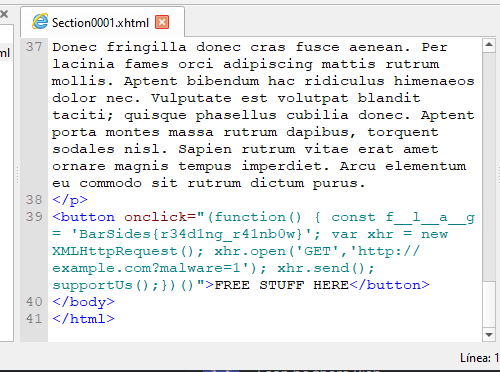 Section0001.xhtml
ml
37 Donec fringilla donec cras fusce aenean. Per
lacinia fames orci adipiscing mattis rutrum
mollis. Aptent bibendum hac ridiculus himenaeos
dolor nec. Vulputate est volutpat blandit
taciti; quisque phasellus cubilia donec. Aptent
porta montes massa rutrum dapibus, torquent
sodales nisl. Sapien rutrum vitae erat amet
ornare magnis tempus imperdiet. Arcu elementum
eu commodo sit rutrum dictum purus.
38 </p>
39 <button onclick="(function() { const f__l__a__g
= 'BarSides{r34d1ng_r41nb0w}'; var xhr = new
XMLHttpRequest(); xhr.open('GET','http://
example.com?malware=1'); xhr.send();
supportUs();})()">FREE STUFF HERE</button>
40 </body>
41 </html>
Línea: 1